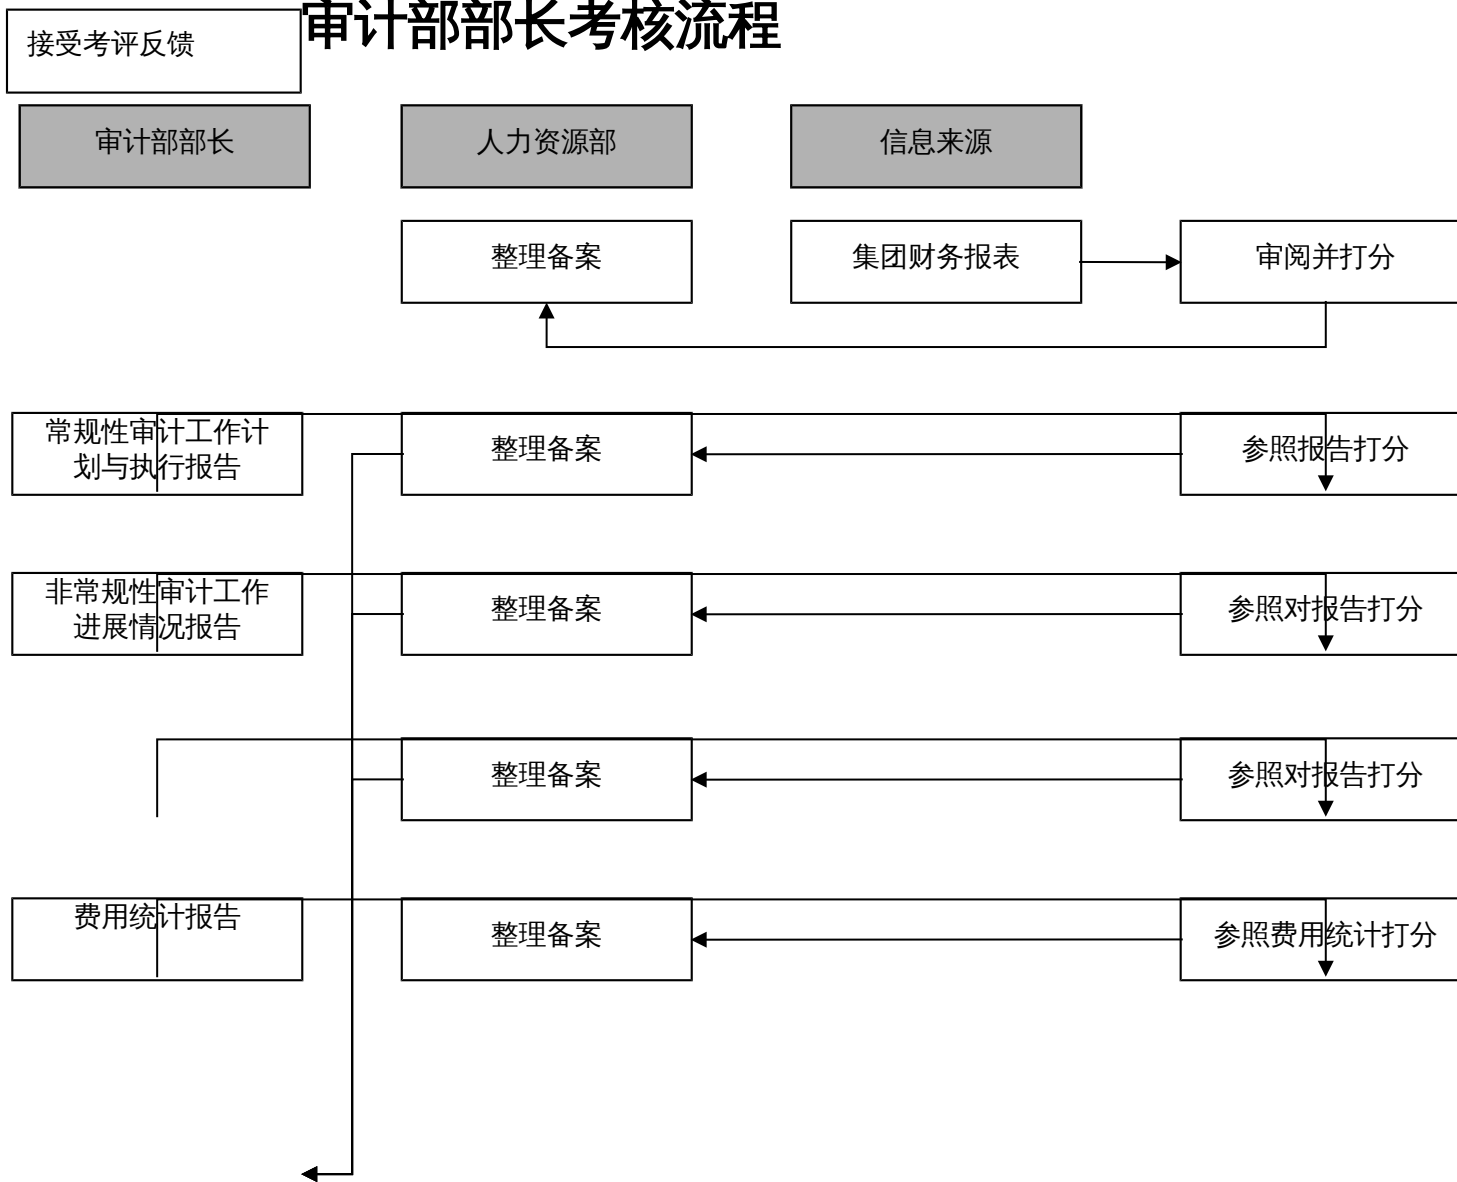 审计部部长考核流程
接受考评反馈
审计部部长
人力资源部
信息来源
整理备案
集团财务报表
审阅并打分
常规性审计工作计
划与执行报告
整理备案
参照报告打分
非常规性审计工作
进展情况报告
整理备案
参照对报告打分
整理备案
参照对报告打分
费用统计报告
整理备案
参照费用统计打分